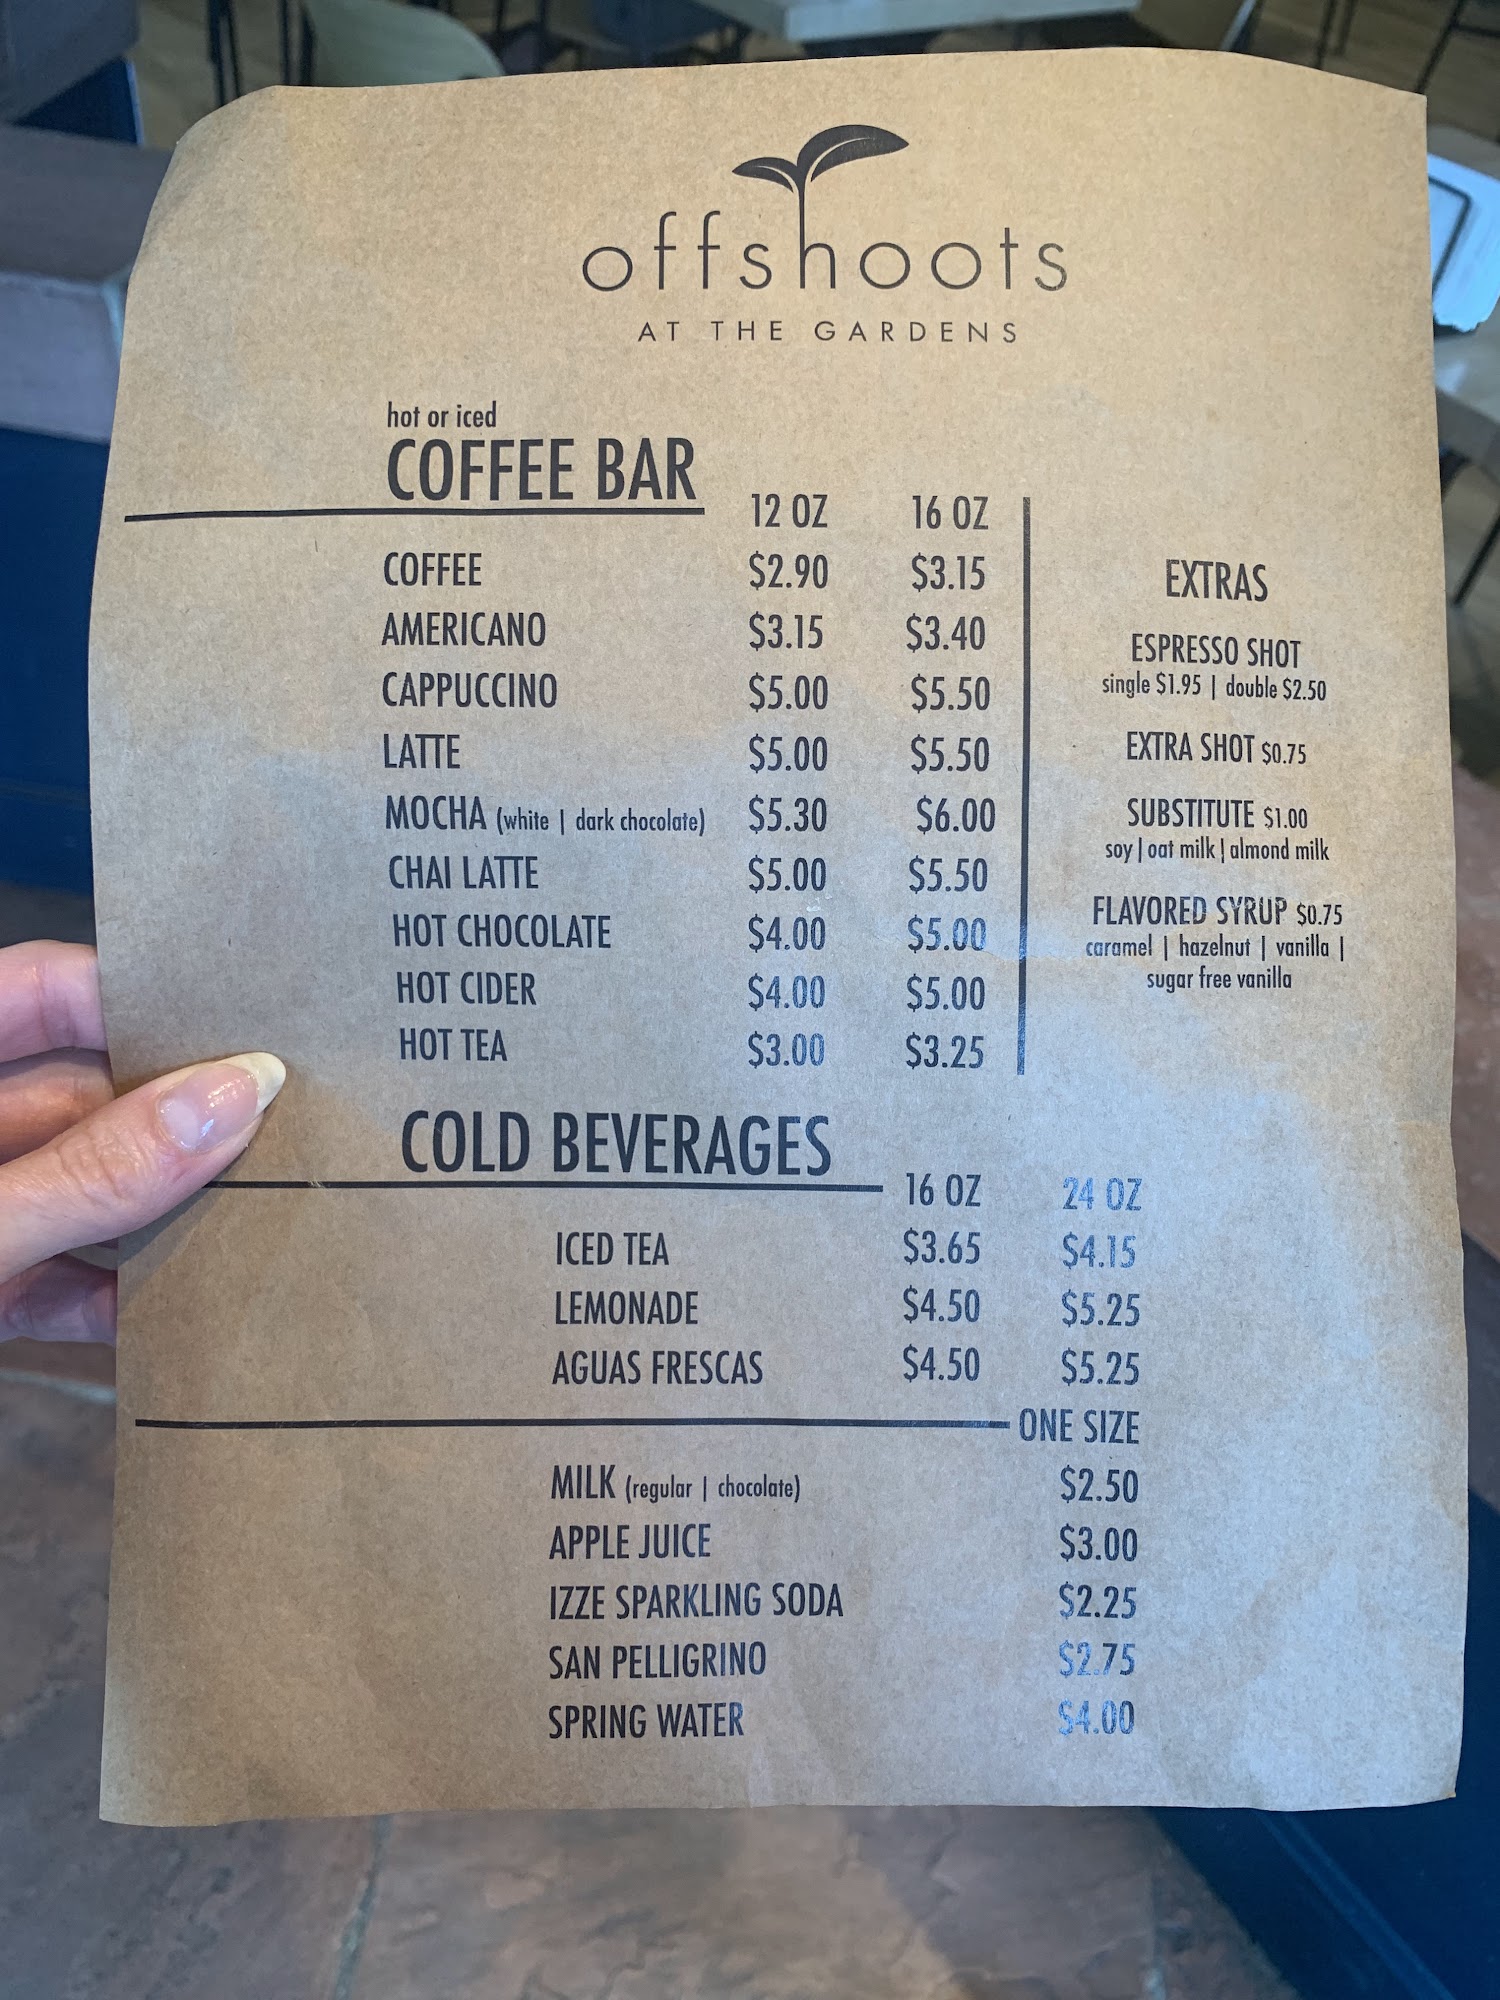 offshoots
AT THE GARDENS
hot or iced
COFFEE BAR
12 OZ 16 OZ
COFFEE $2.90 $3.15
AMERICANO $3.15 $3.40
CAPPUCCINO $5.00 $5.50
LATTE $5.00 $5.50
MOCHA (white | dark chocolate) $5.30 $6.00
CHAI LATTE $5.00 $5.50
HOT CHOCOLATE $4.00 $5.00
HOT CIDER $4.00 $5.00
HOT TEA $3.00 $3.25
EXTRAS
ESPRESSO SHOT
single $1.95 | double $2.50
EXTRA SHOT $0.75
SUBSTITUTE $1.00
soy | oat milk | almond milk
FLAVORED SYRUP $0.75
caramel | hazelnut | vanilla |
sugar free vanilla
COLD BEVERAGES
16 OZ 24 OZ
ICED TEA $3.65 $4.15
LEMONADE $4.50 $5.25
AGUAS FRESCAS $4.50 $5.25
ONE SIZE
MILK (regular | chocolate) $2.50
APPLE JUICE $3.00
IZZE SPARKLING SODA $2.25
SAN PELLIGRINO $2.75
SPRING WATER $4.00